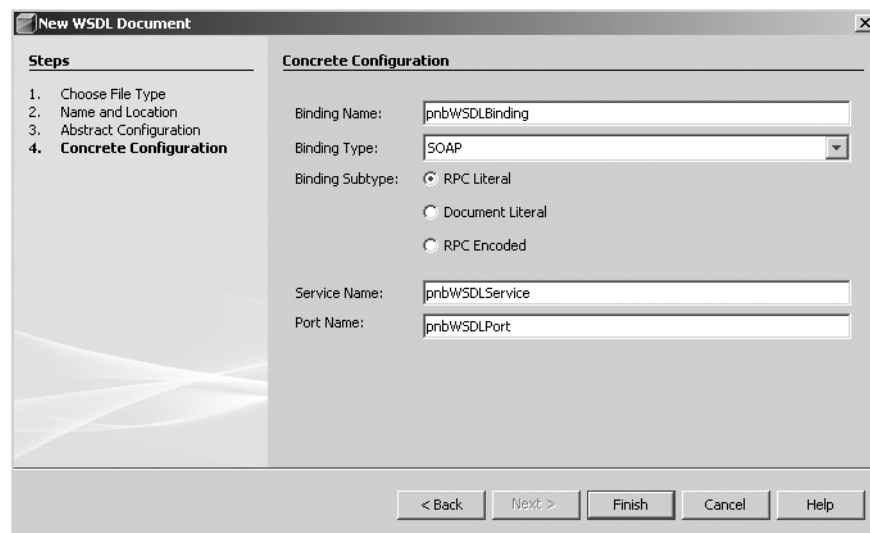 New WSDL Document
Steps
1. Choose File Type
2. Name and Location
3. Abstract Configuration
4. Concrete Configuration
Concrete Configuration
Binding Name: pnbWSDLBinding
Binding Type: SOAP
Binding Subtype: RPC Literal
Document Literal
RPC Encoded
Service Name: pnbWSDLService
Port Name: pnbWSDLPort
< Back Next > Finish Cancel Help